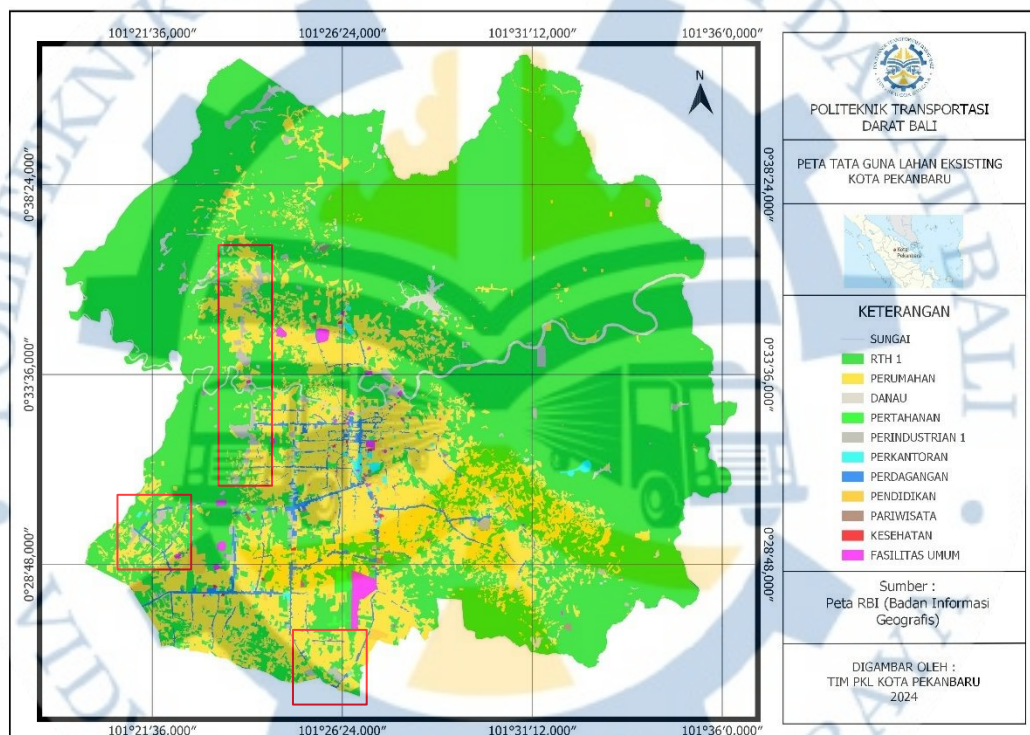 101°21'36,000" 101°26'24,000" 101°31'12,000" 101°36'0,000"
N
0°38'24,000" 0°38'24,000"
0°33'36,000" 0°33'36,000"
0°28'48,000" 0°28'48,000"
101°21'36,000" 101°26'24,000" 101°31'12,000" 101°36'0,000"
POLITEKNIK TRANSPORTASI
DARAT BALI
PETA TATA GUNA LAHAN EKSISTING
KOTA PEKANBARU
Kota
Pekanbaru
KETERANGAN
SUNGAI
RTH 1
PERUMAHAN
DANAU
PERTAHANAN
PERINDUSTRIAN 1
PERKANTORAN
PERDAGANGAN
PENDIDIKAN
PARIWISATA
KESEHATAN
FASILITAS UMUM
Sumber :
Peta RBI (Badan Informasi
Geografis)
DIGAMBAR OLEH :
TIM PKL KOTA PEKANBARU
2024